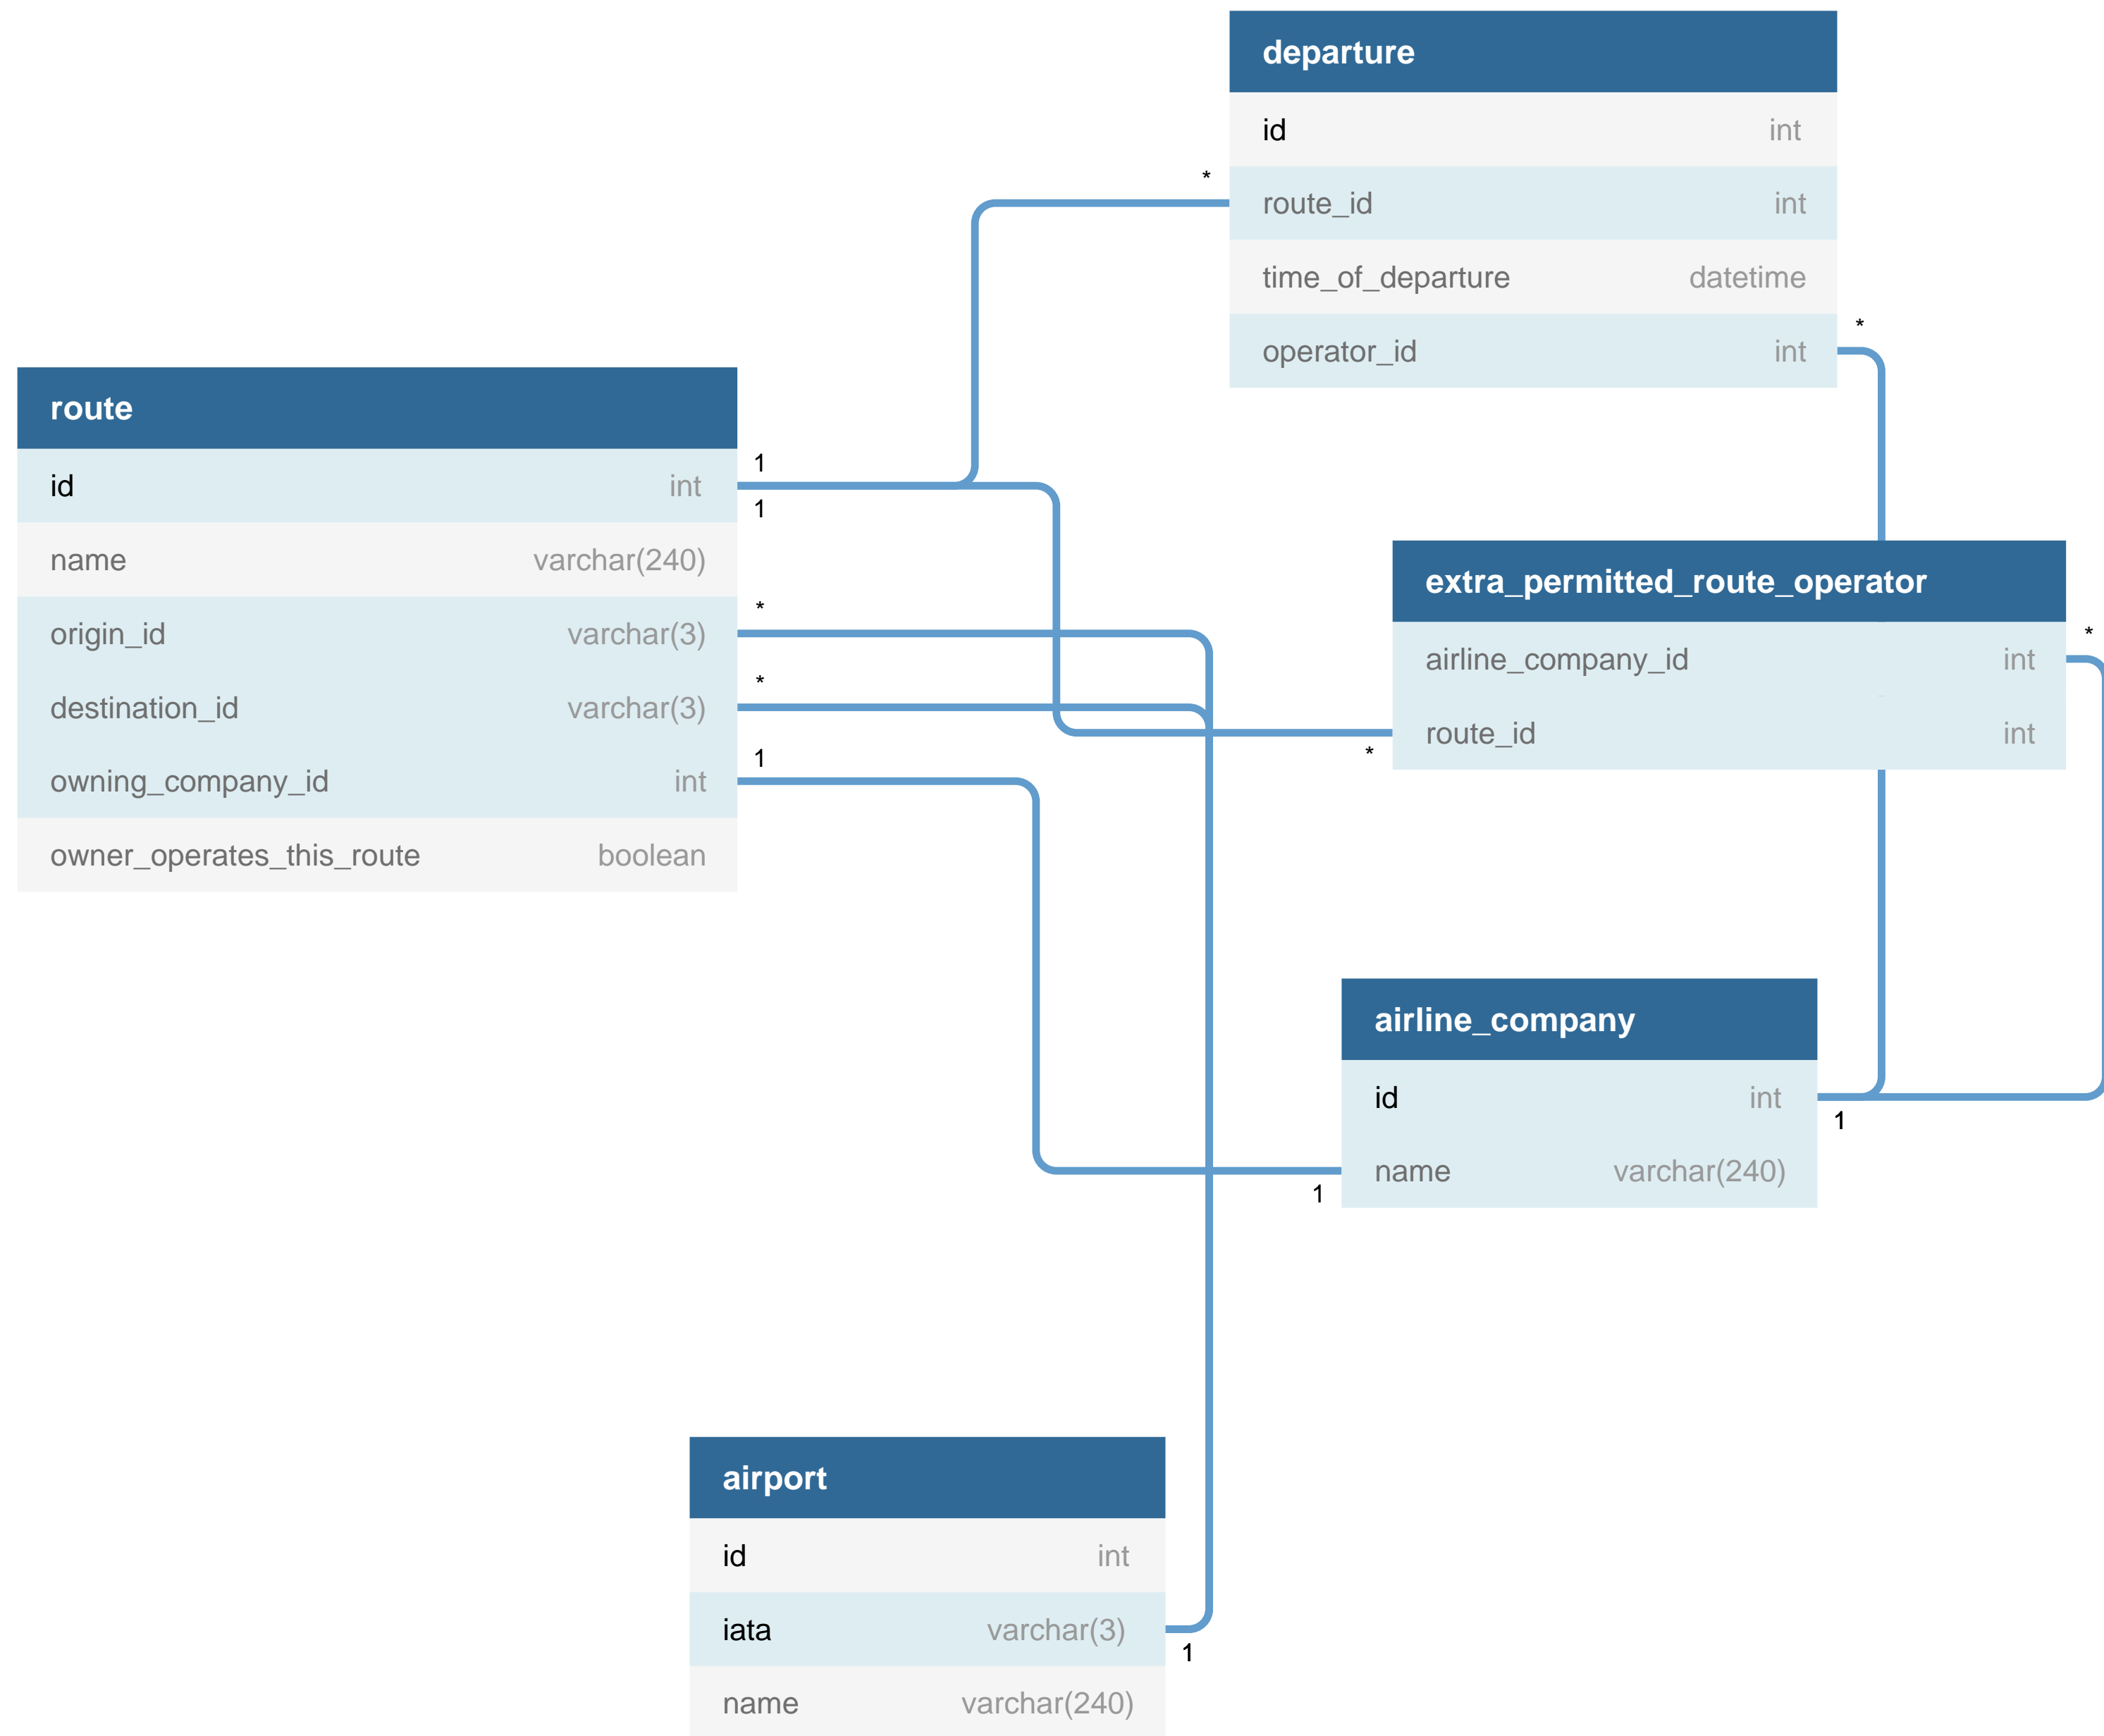 departure
id int
* route_id int
time_of_departure datetime
operator_id int *
route
id int 1
1
name varchar(240)
origin_id varchar(3) *
destination_id varchar(3) *
owning_company_id int 1
owner_operates_this_route boolean
extra_permitted_route_operator
airline_company_id int *
* route_id int
airline_company
id int 1
1 name varchar(240)
airport
id int
iata varchar(3) 1
name varchar(240)